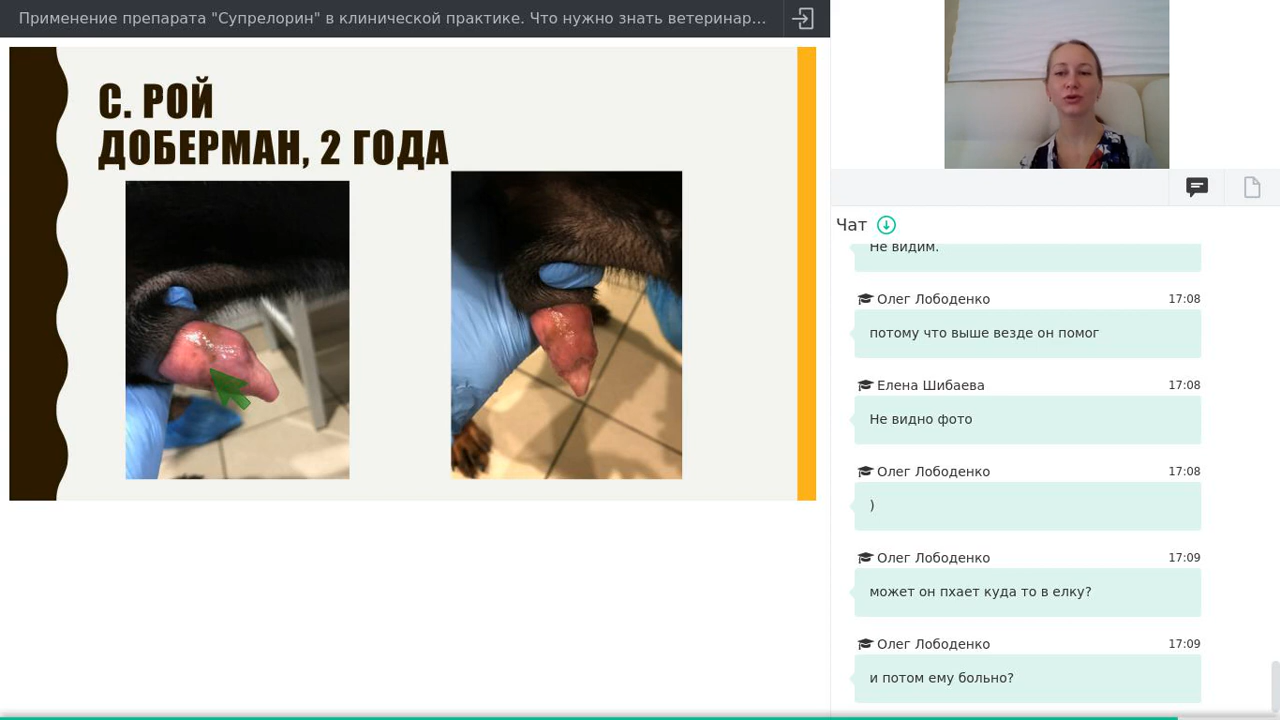 Применение препарата "Супрелорин" в клинической практике. Что нужно знать ветеринар...
С. РОЙ
ДОБЕРМАН, 2 ГОДА
Чат
Не видим.
Олег Лободенко 17:08
потому что выше везде он помог
Елена Шибаева 17:08
Не видно фото
Олег Лободенко 17:08
)
Олег Лободенко 17:09
может он пхает куда то в елку?
Олег Лободенко 17:09
и потом ему больно?